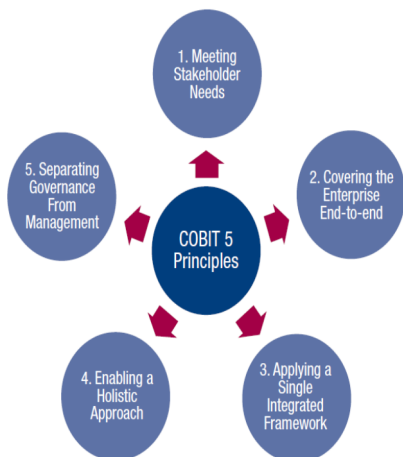 1. Meeting
Stakeholder
Needs
5. Separating
Governance
From
Management
2. Covering the
Enterprise
End-to-end
COBIT 5
Principles
4. Enabling a
Holistic
Approach
3. Applying a
Single
Integrated
Framework